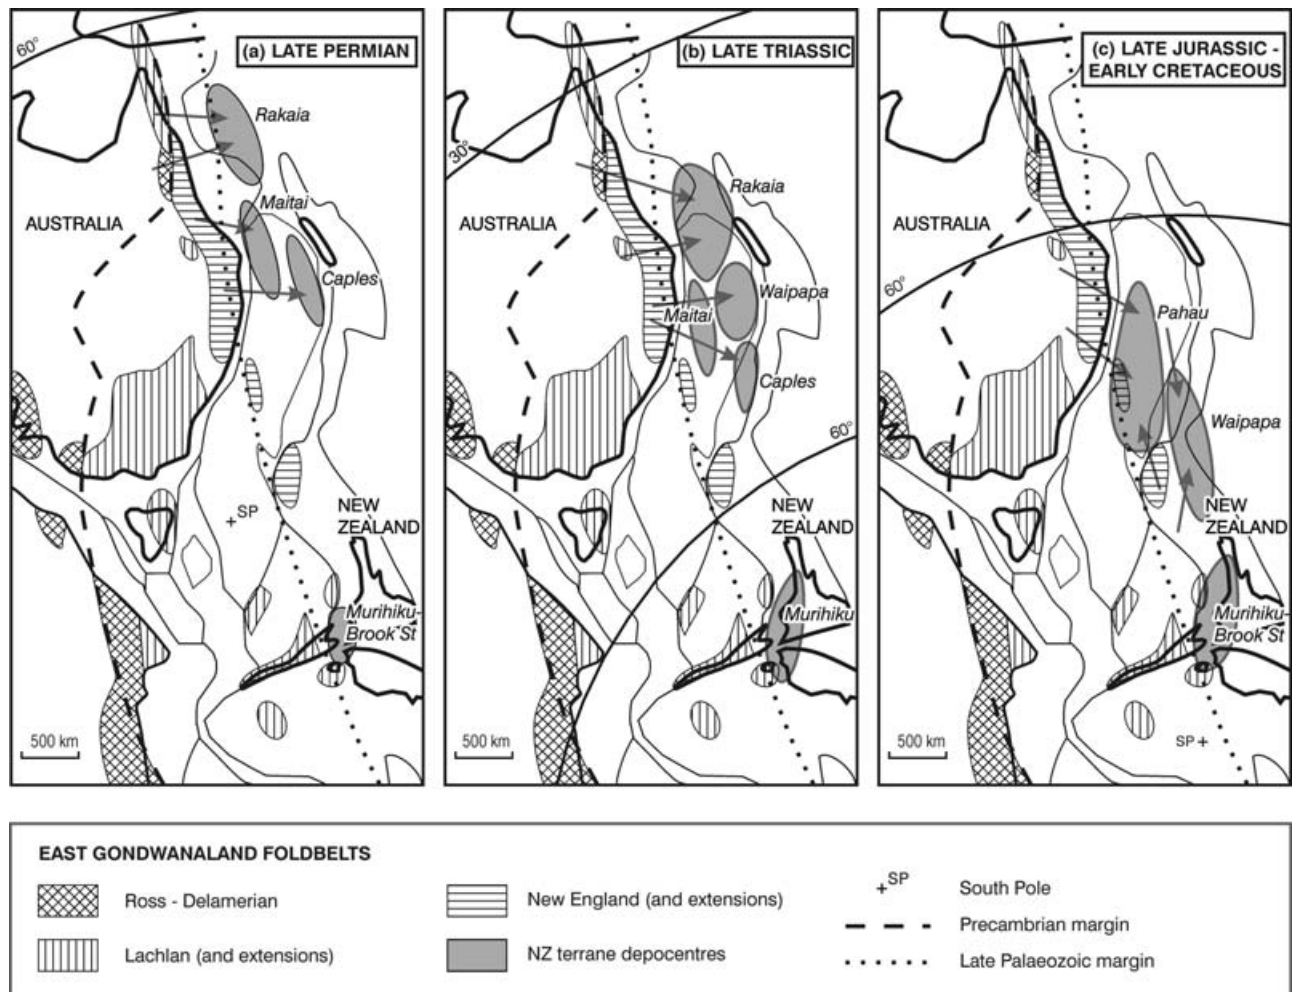 60°
(a) LATE PERMIAN
Rakaia
Maitai
AUSTRALIA
Caples
+SP
NEW
ZEALAND
Murihiku-
Brook St
500 km
(b) LATE TRIASSIC
30°
Rakaia
AUSTRALIA
Waipapa
Maitai
Caples
60°
NEW
ZEALAND
Murihiku
500 km
(c) LATE JURASSIC -
EARLY CRETACEOUS
AUSTRALIA
60°
Pahau
Waipapa
NEW
ZEALAND
Murihiku-
Brook St
SP +
500 km
EAST GONDWANALAND FOLDBELTS
Ross - Delamerian
Lachlan (and extensions)
New England (and extensions)
NZ terrane depocentres
+SP
South Pole
Precambrian margin
Late Palaeozoic margin